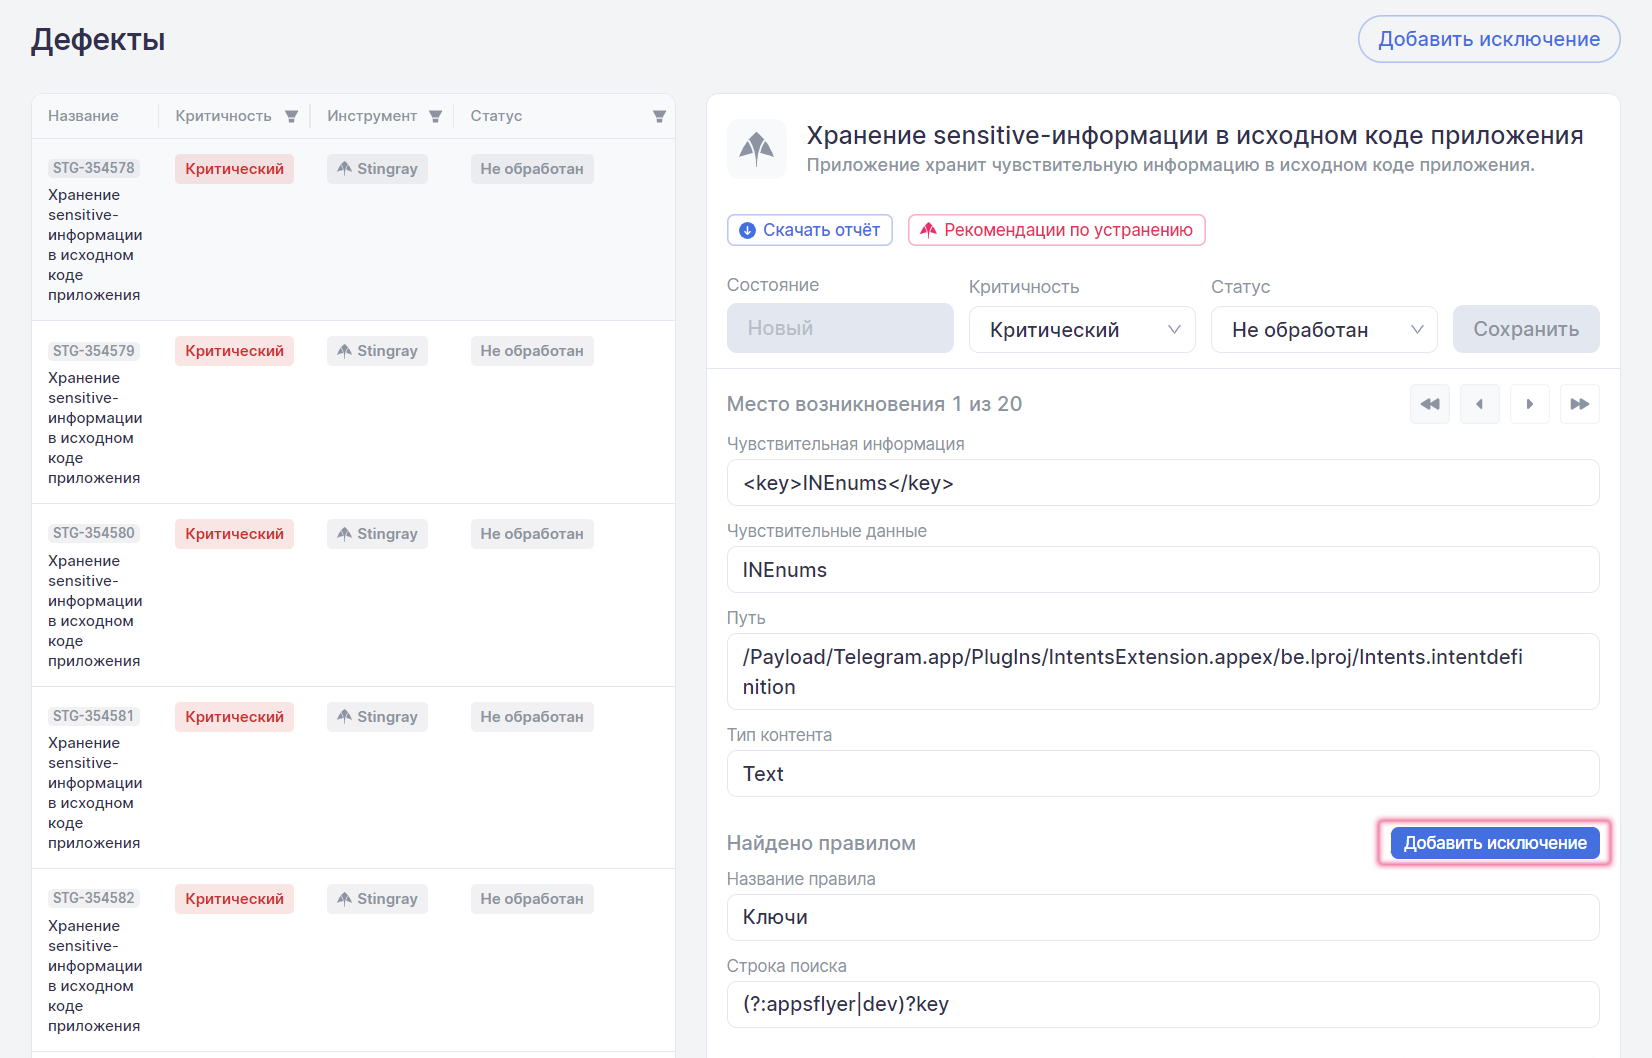 Дефекты
Добавить исключение
Название
Критичность
Инструмент
Статус
STG-354578
Хранение
sensitive-
информации
в исходном
коде
приложения
Критический
Stingray
Не обработан
STG-354579
Хранение
sensitive-
информации
в исходном
коде
приложения
Критический
Stingray
Не обработан
STG-354580
Хранение
sensitive-
информации
в исходном
коде
приложения
Критический
Stingray
Не обработан
STG-354581
Хранение
sensitive-
информации
в исходном
коде
приложения
Критический
Stingray
Не обработан
STG-354582
Хранение
sensitive-
информации
в исходном
коде
приложения
Критический
Stingray
Не обработан
Хранение sensitive-информации в исходном коде приложения
Приложение хранит чувствительную информацию в исходном коде приложения.
Скачать отчёт
Рекомендации по устранению
Состояние
Новый
Критичность
Критический
Статус
Не обработан
Сохранить
Место возникновения 1 из 20
Чувствительная информация
<key>INEnums</key>
Чувствительные данные
INEnums
Путь
/Payload/Telegram.app/PlugIns/IntentsExtension.appex/be.lproj/Intents.intentdefi
nition
Тип контента
Text
Найдено правилом
Добавить исключение
Название правила
Ключи
Строка поиска
(?:appsflyer|dev)?key